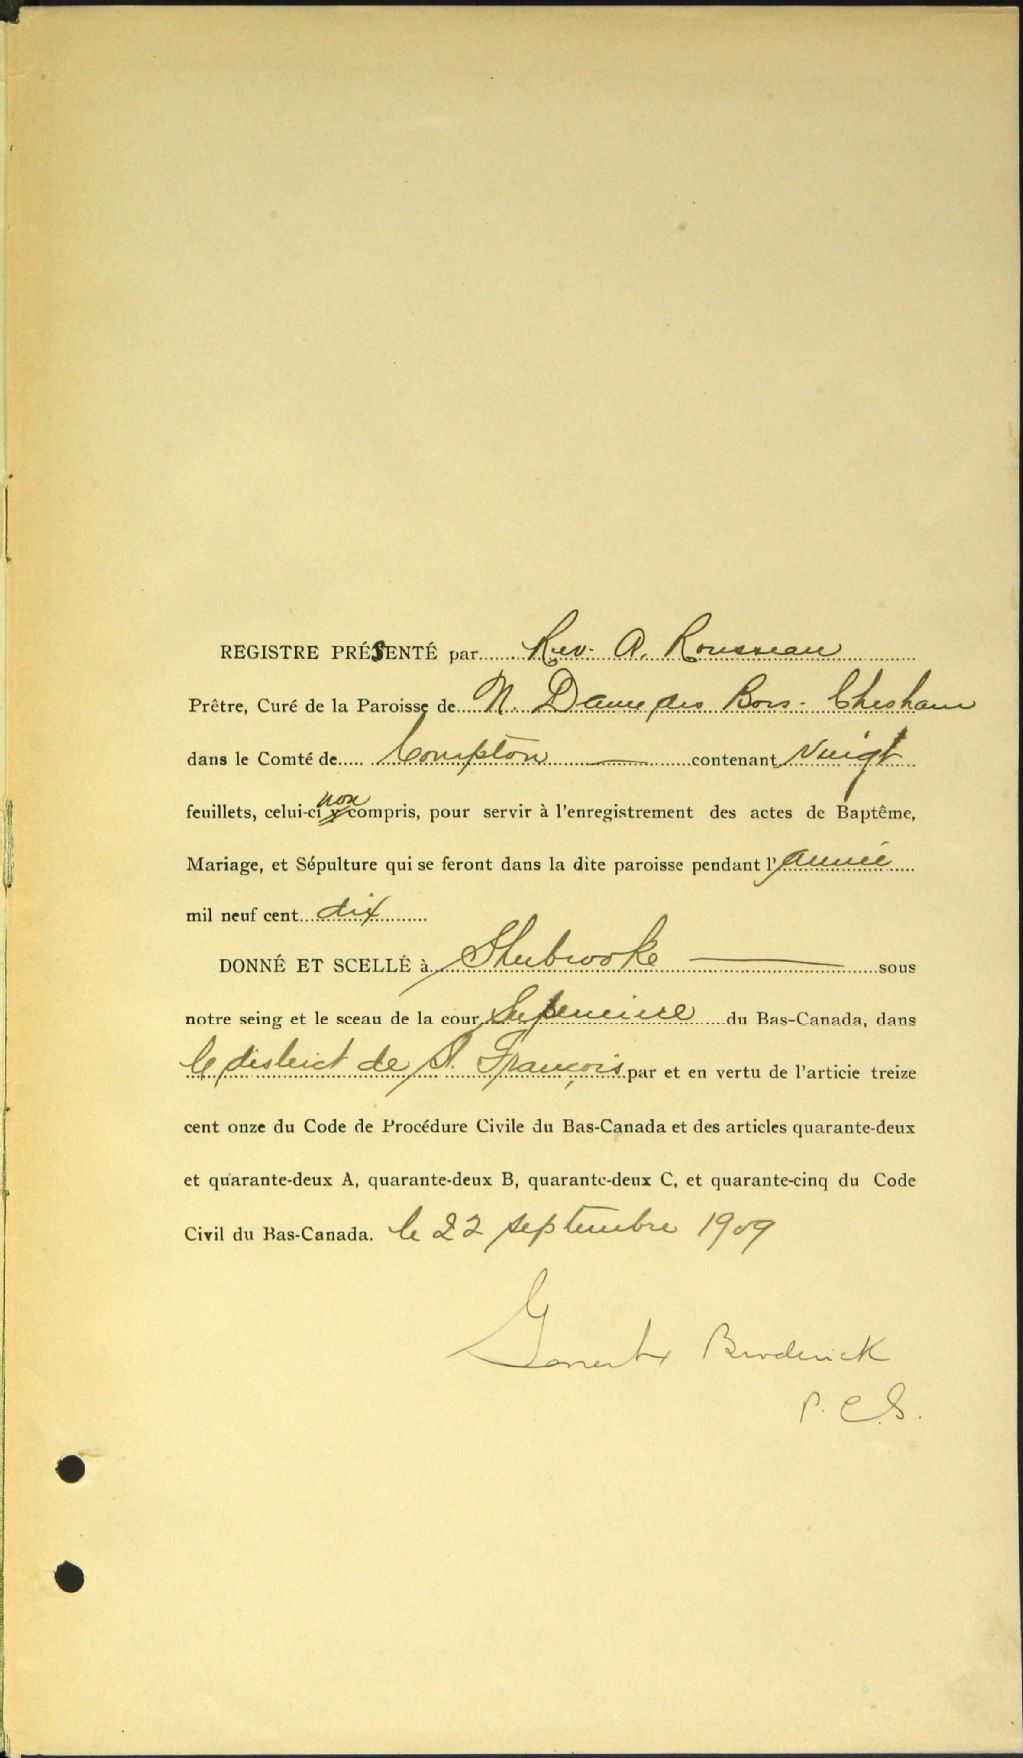 REGISTRE PRÉSENTÉ par Rev. A. Rousseau
Prêtre, Curé de la Paroisse de N. Dame des Bois - Chesham
dans le Comté de Compton — contenant Vingt
feuillets, celui-ci non compris, pour servir à l'enregistrement des actes de Baptême,
Mariage, et Sépulture qui se feront dans la dite paroisse pendant l'année
mil neuf cent dix
DONNÉ ET SCELLÉ à Sherbrooke — sous
notre seing et le sceau de la cour Supérieure du Bas-Canada, dans
le district de St. François par et en vertu de l'articie treize
cent onze du Code de Procédure Civile du Bas-Canada et des articles quarante-deux
et quarante-deux A, quarante-deux B, quarante-deux C, et quarante-cinq du Code
Civil du Bas-Canada. le 22 septembre 1909
Broderick
P. C. S.